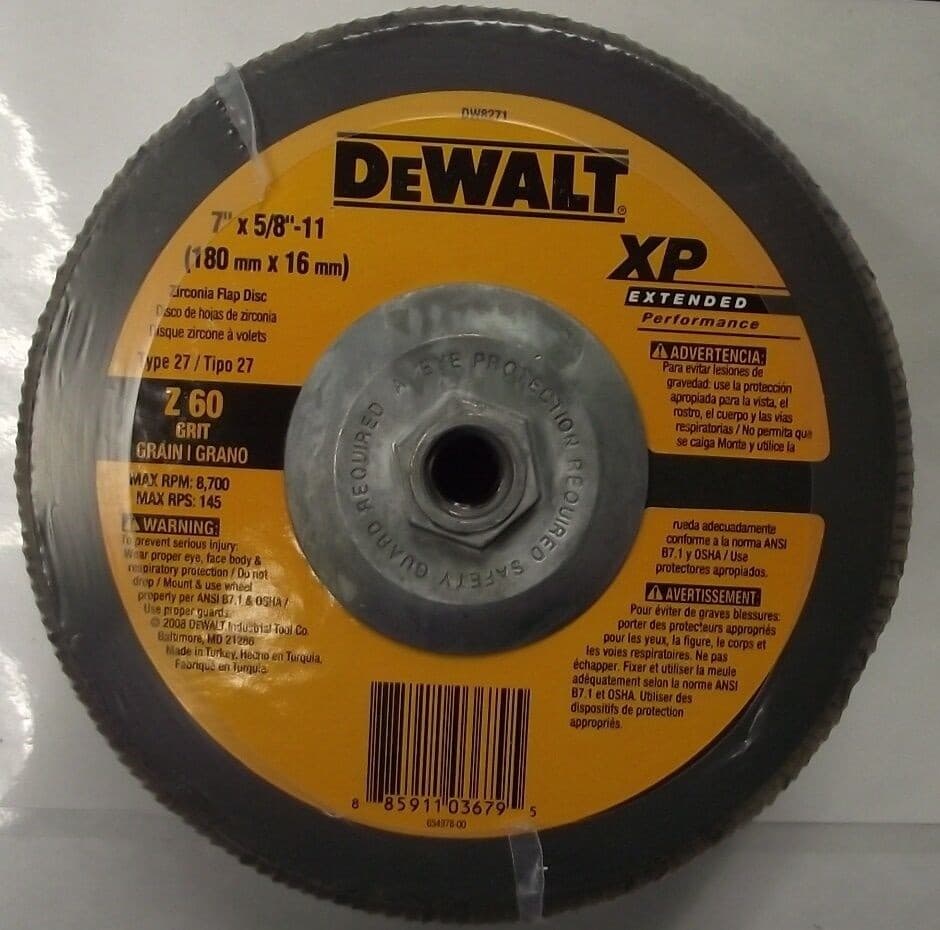 DW8271
DEWALT®
7" x 5/8"-11
(180 mm x 16 mm)
Zirconia Flap Disc
Disco de hojas de zirconia
Disque zircone à volets
Type 27 / Tipo 27
Z 60
GRIT
GRAIN | GRANO
MAX RPM: 8,700
MAX RPS: 145
WARNING:
To prevent serious injury:
Wear proper eye, face body &
respiratory protection / Do not
drop / Mount & use wheel
properly per ANSI B7.1 & OSHA /
Use proper guards.
© 2008 DEWALT Industrial Tool Co.
Baltimore, MD 21286
Made in Turkey, Hecho en Turquía,
Fabriqué en Turquie
XP
EXTENDED
Performance
ADVERTENCIA:
Para evitar lesiones de
gravedad: use la protección
apropiada para la vista, el
rostro, el cuerpo y las vias
respiratorias / No permita que
se caiga Monte y utilice la
rueda adecuadamente
conforme a la norma ANSI
B7.1 y OSHA / Use
protectores apropiados.
AVERTISSEMENT:
Pour éviter de graves blessures:
porter des protecteurs appropriés
pour les yeux, la figure, le corps et
les voies respiratoires. Ne pas
échapper. Fixer et utiliser la meule
adéquatement selon la norme ANSI
B7.1 et OSHA. Utiliser des
dispositifs de protection
appropriés.
EYE PROTECTION REQUIRED SAFETY GUARD REQUIRED
8 85911 03679 5
654978-00